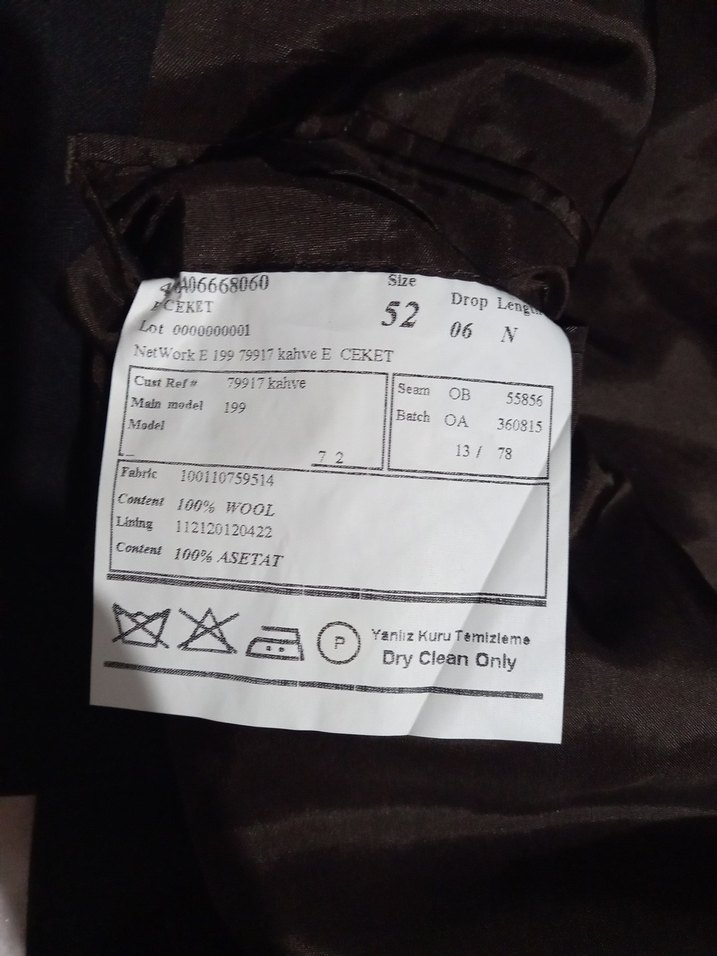 A06668060
Size
CEKET
52
Drop Length
06 N
Lot 0000000001
NetWork E 199 79917 kahve E CEKET
Cust Ref # 79917 kahve
Main model 199
Model
7 2
Seam OB 55856
Batch OA 360815
13 / 78
Fabric 100110759514
Content 100% WOOL
Lining 112120120422
Content 100% ASETAT
P
Yanlız Kuru Temizleme
Dry Clean Only